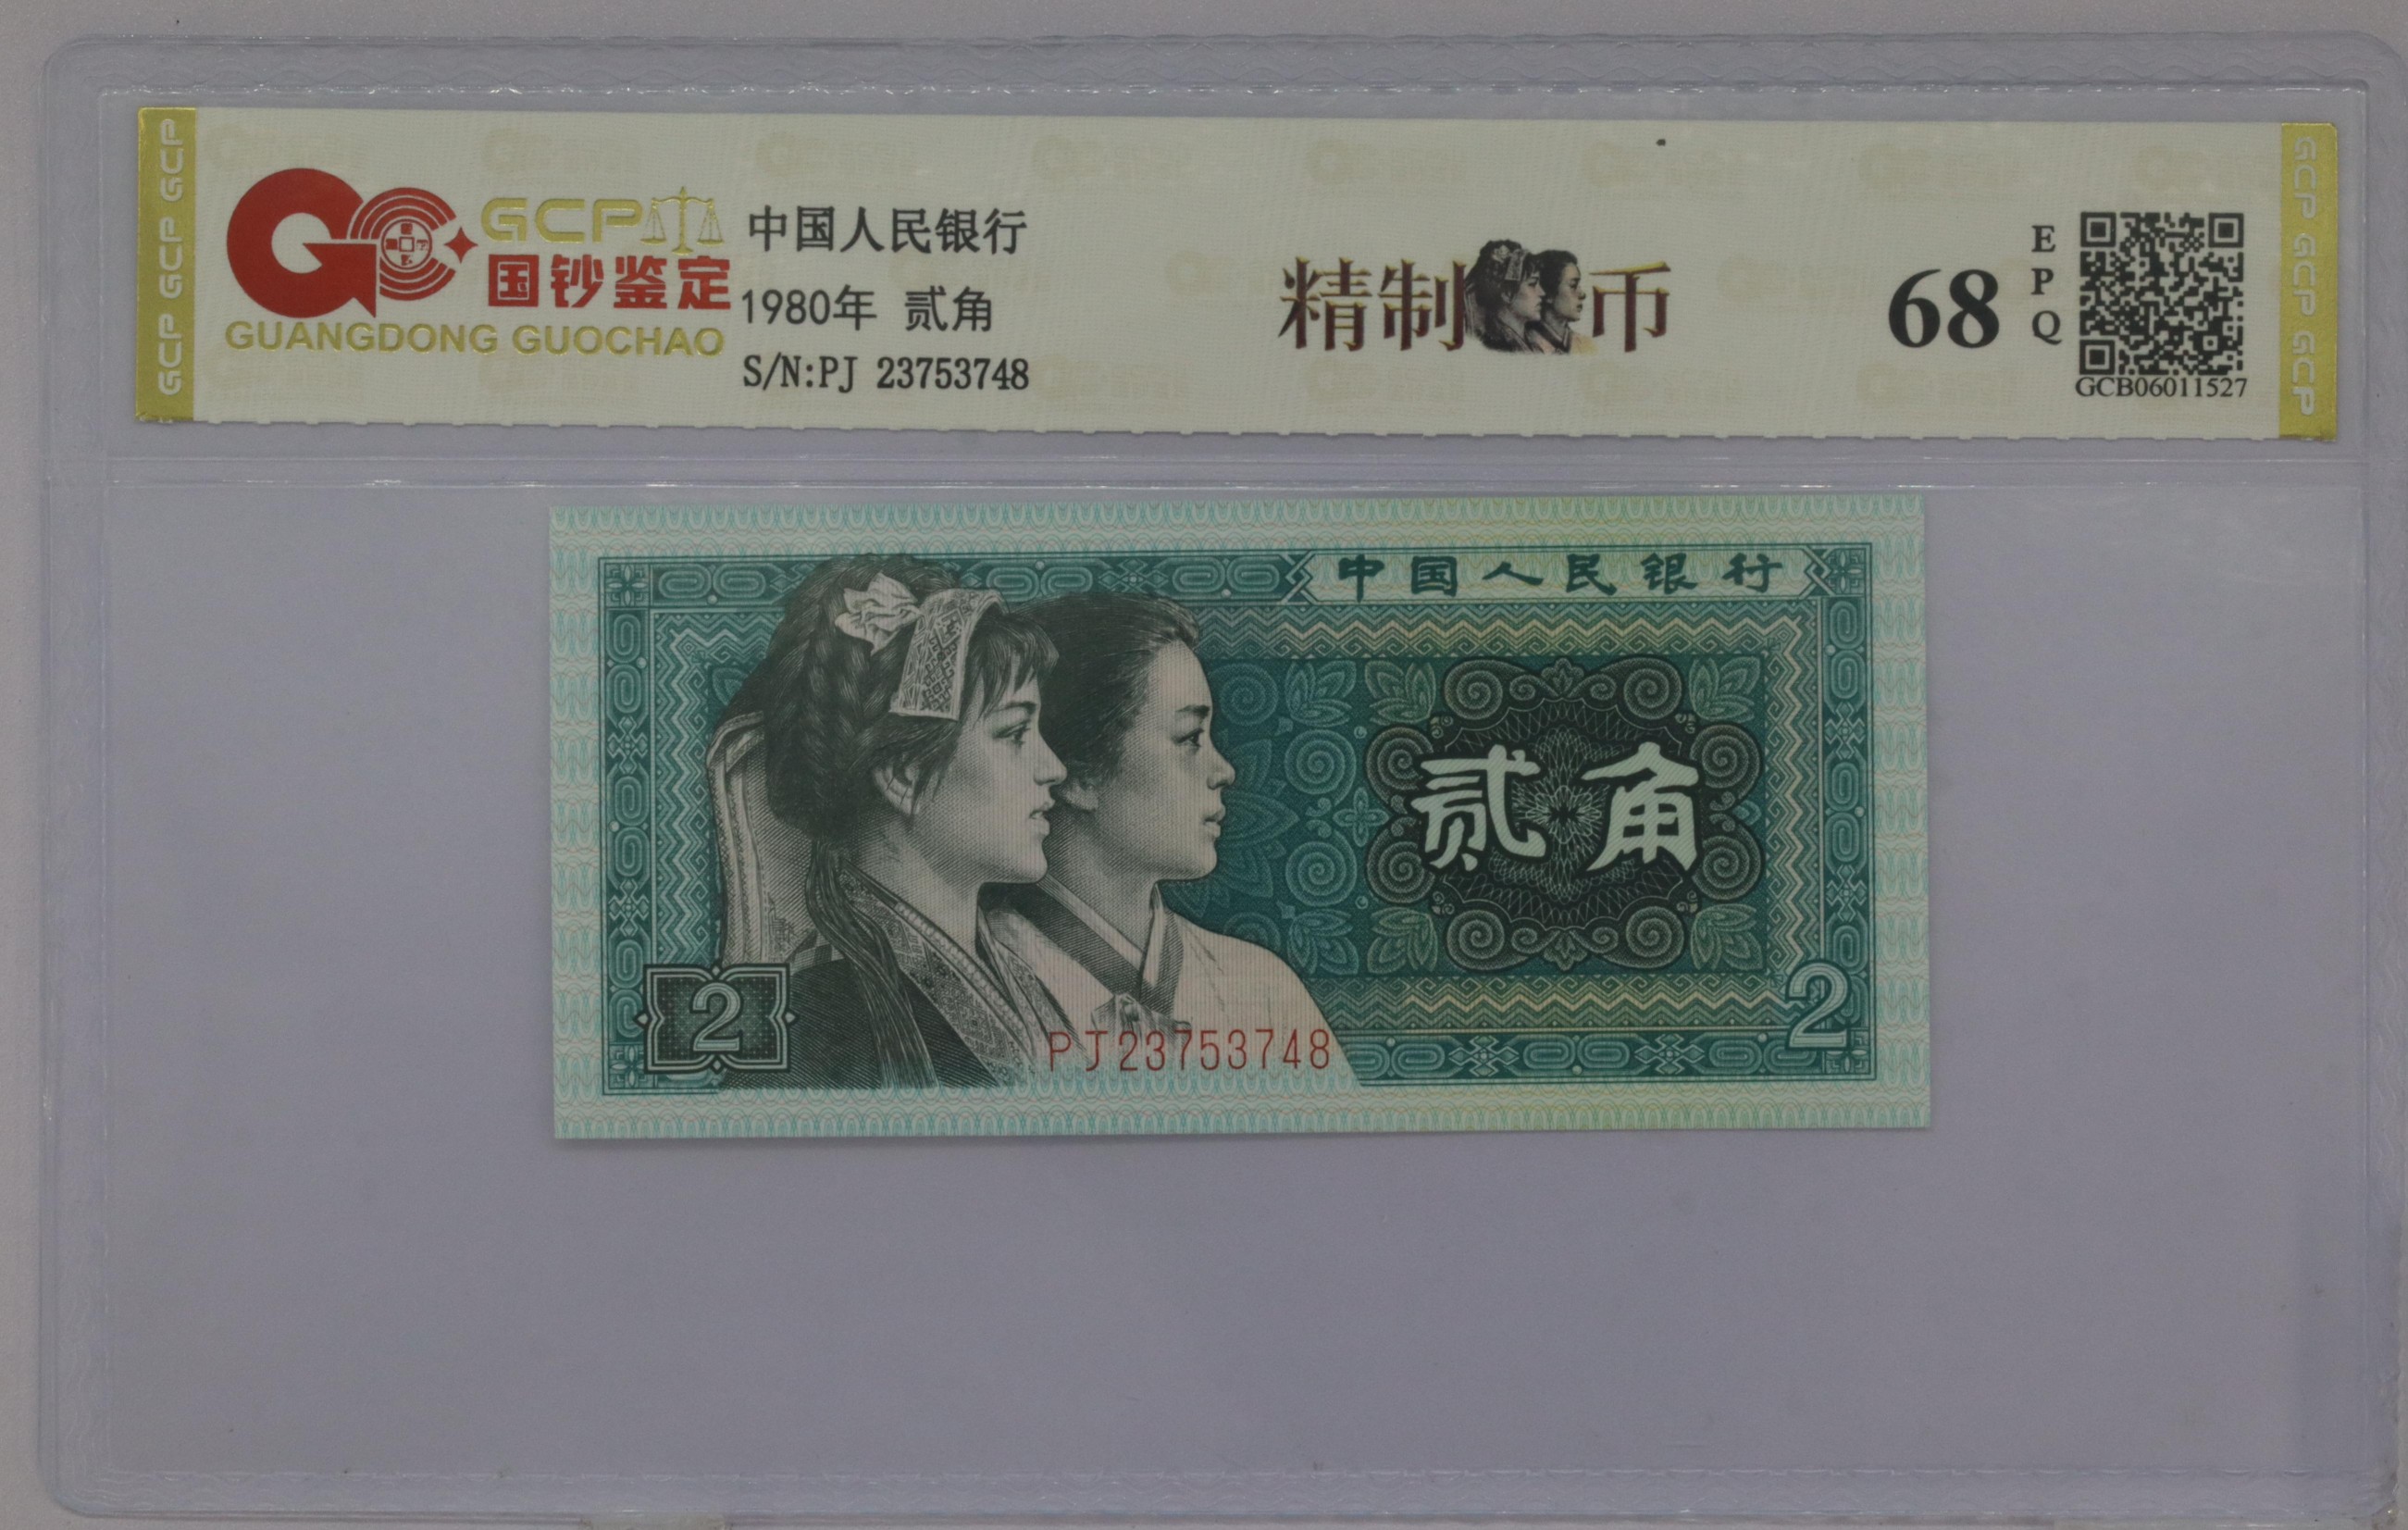 GCP GCP GCP GCP
GCP
国钞鉴定
GUANGDONG GUOCHAO
中国人民银行
1980年 贰角
S/N:PJ 23753748
精制币
68
E
P
Q
GCB06011527
GCP GCP GCP GCP
中国人民银行
贰角
2
2
PJ23753748